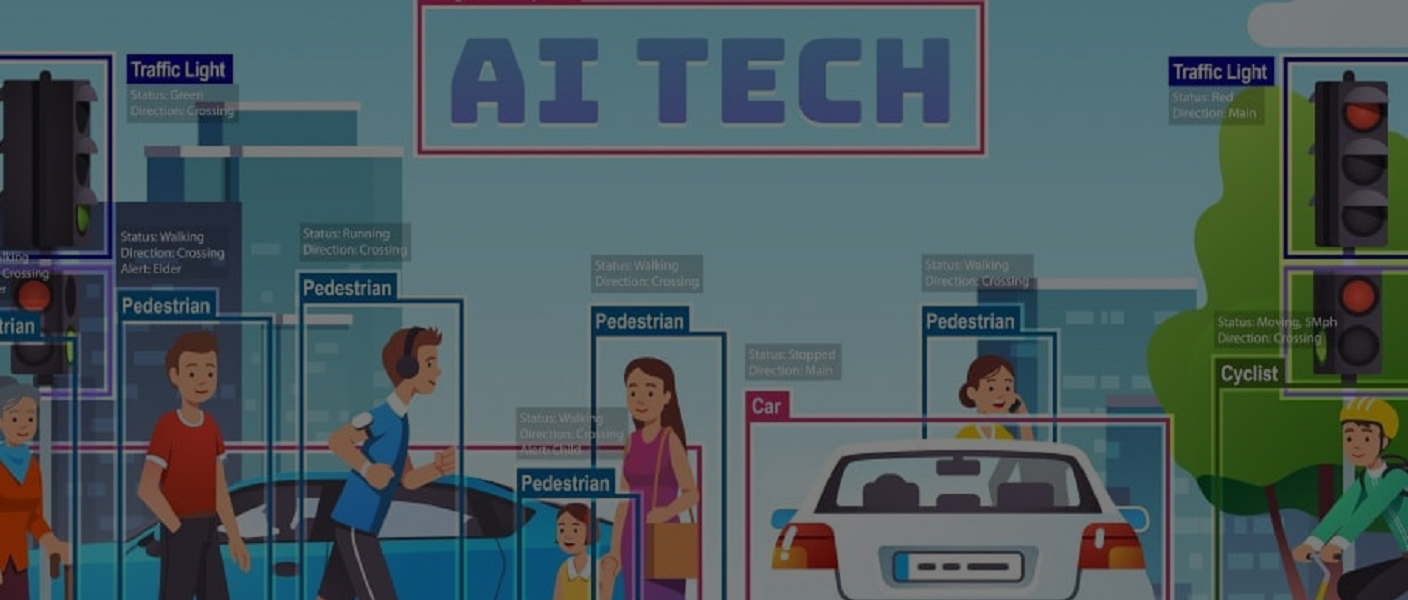 AI TECH
Traffic Light
Status: Green
Direction: Crossing
Traffic Light
Status: Red
Direction: Main
Crossing
Status: Walking
Direction: Crossing
Alert: Elder
Pedestrian
Status: Running
Direction: Crossing
Pedestrian
Status: Walking
Direction: Crossing
Pedestrian
Status: Walking
Direction: Crossing
Pedestrian
Status: Moving, 5Mph
Direction: Crossing
Cyclist
Status: Stopped
Direction: Main
Car
Status: Walking
Direction: Crossing
Alert: Child
Pedestrian